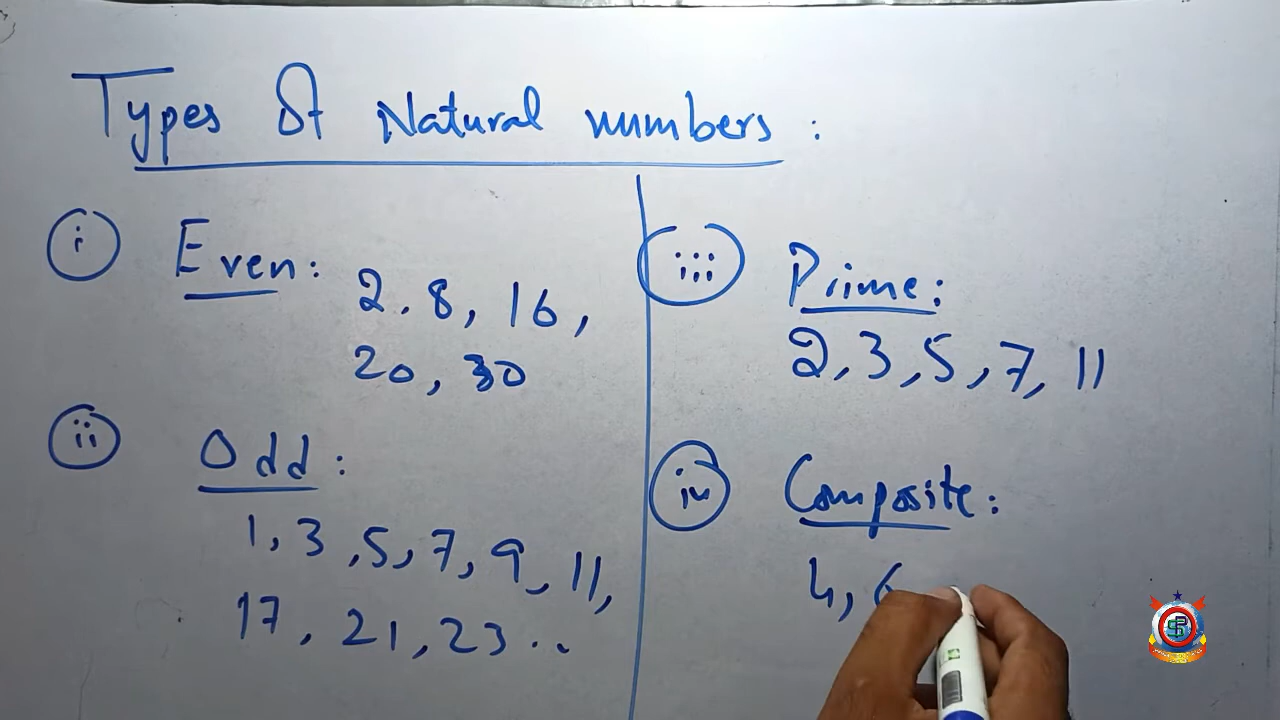 Types of Natural numbers :
i Even :
2, 8, 16,
20, 30
ii Odd :
1, 3, 5, 7, 9, 11,
17, 21, 23 ..
iii Prime :
2, 3, 5, 7, 11
iv Composite :
4, 6